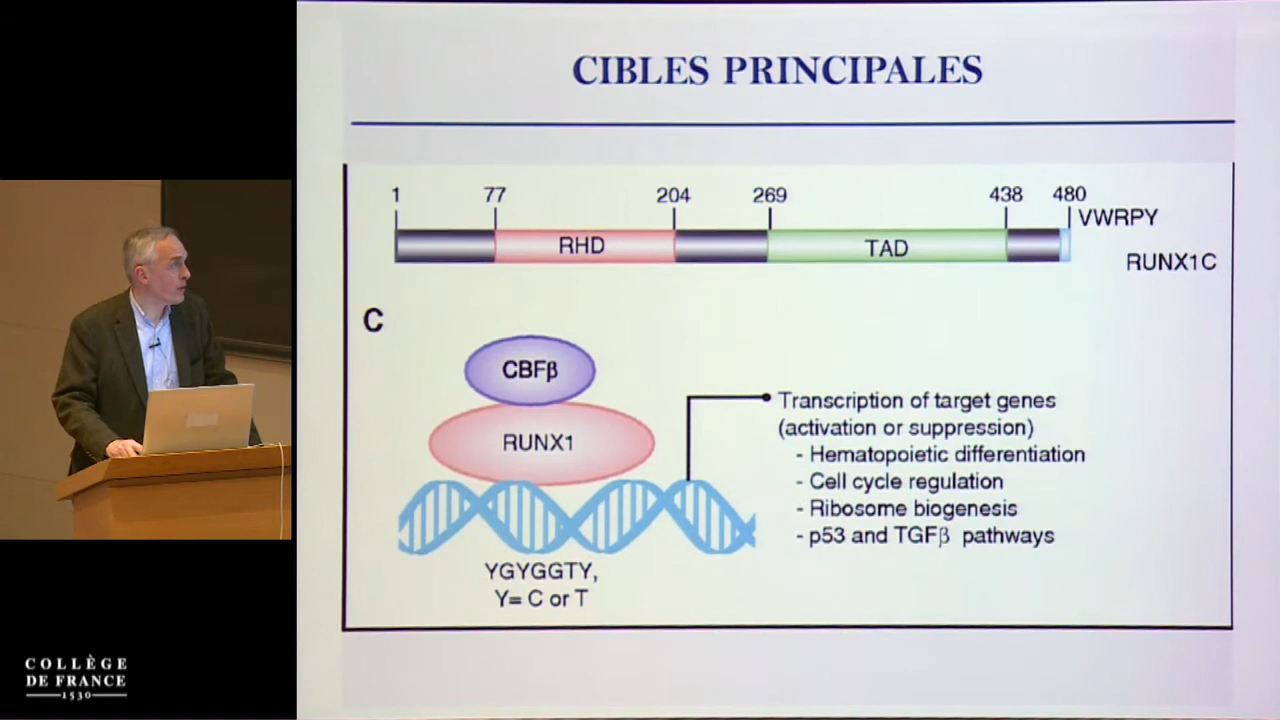 CIBLES PRINCIPALES
1 77 204 269 438 480
VWRPY
RHD TAD
RUNX1C
C
CBFβ
RUNX1
Transcription of target genes
(activation or suppression)
- Hematopoietic differentiation
- Cell cycle regulation
- Ribosome biogenesis
- p53 and TGFβ pathways
YGYGGTY,
Y= C or T
COLLÈGE
DE FRANCE
1530